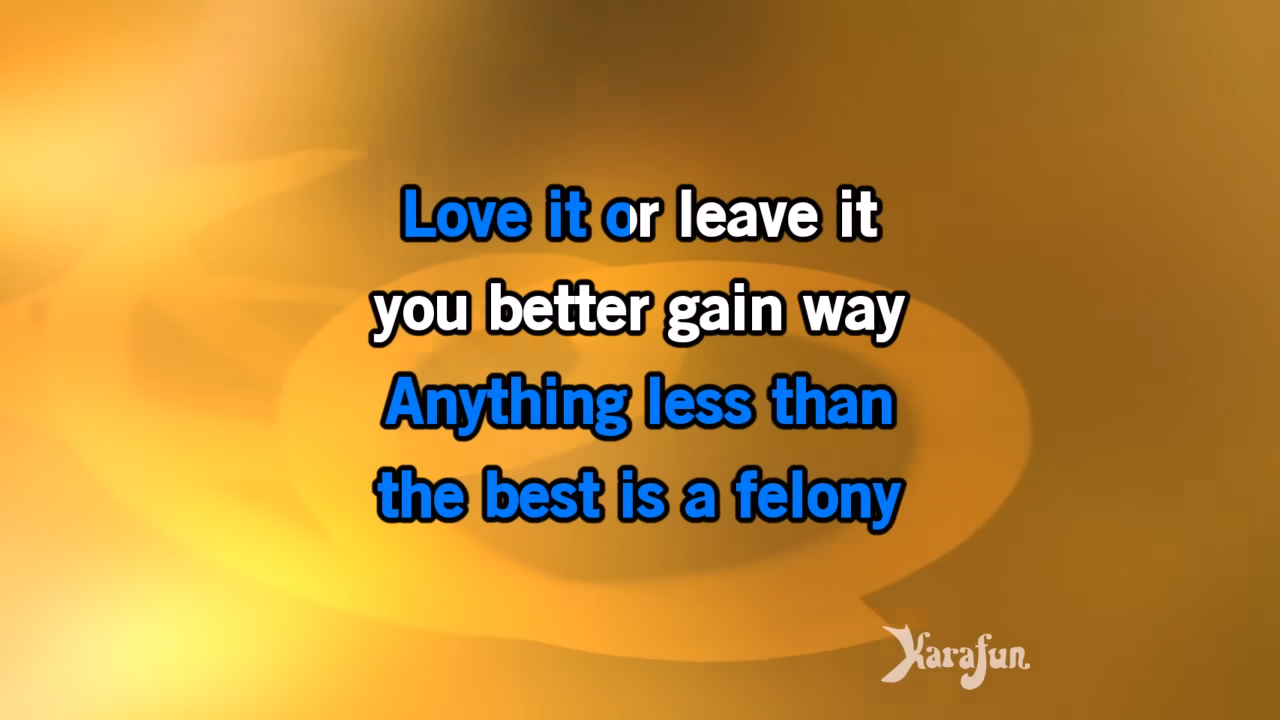 Love it or leave it
you better gain way
Anything less than
the best is a felony
Karafun